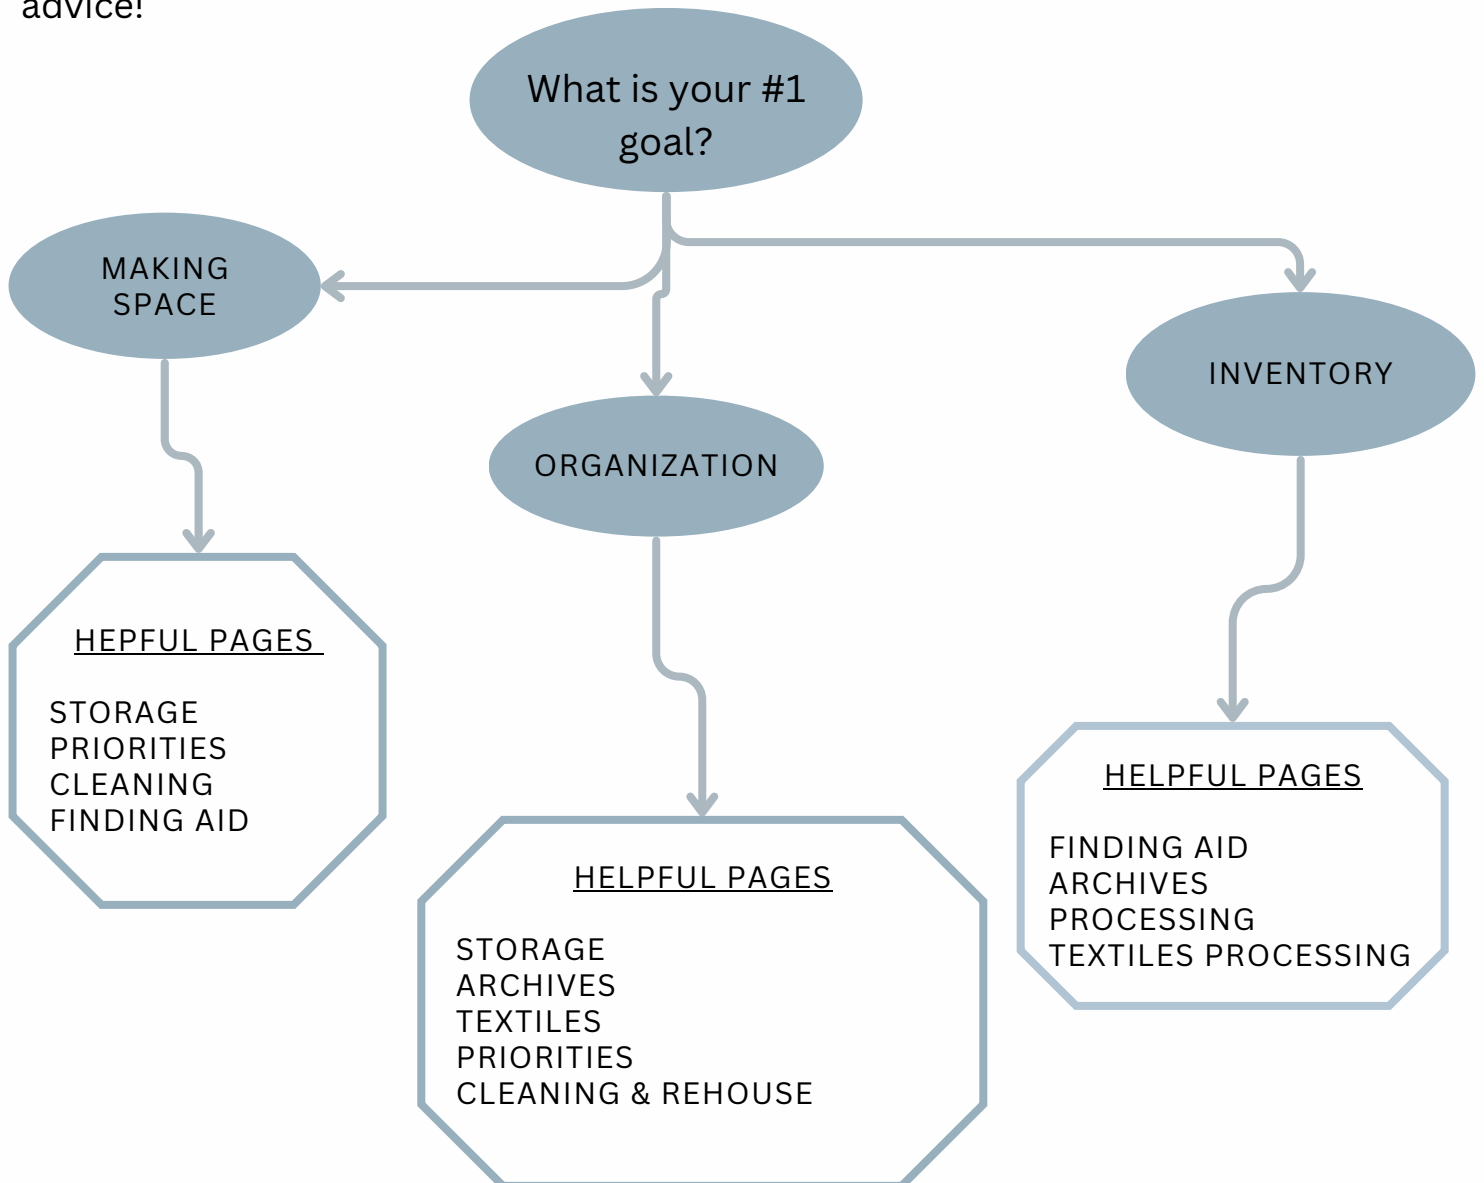 advice!
What is your #1
goal?
MAKING
SPACE
INVENTORY
ORGANIZATION
HEPFUL PAGES
STORAGE
PRIORITIES
CLEANING
FINDING AID
HELPFUL PAGES
STORAGE
ARCHIVES
TEXTILES
PRIORITIES
CLEANING & REHOUSE
HELPFUL PAGES
FINDING AID
ARCHIVES
PROCESSING
TEXTILES PROCESSING